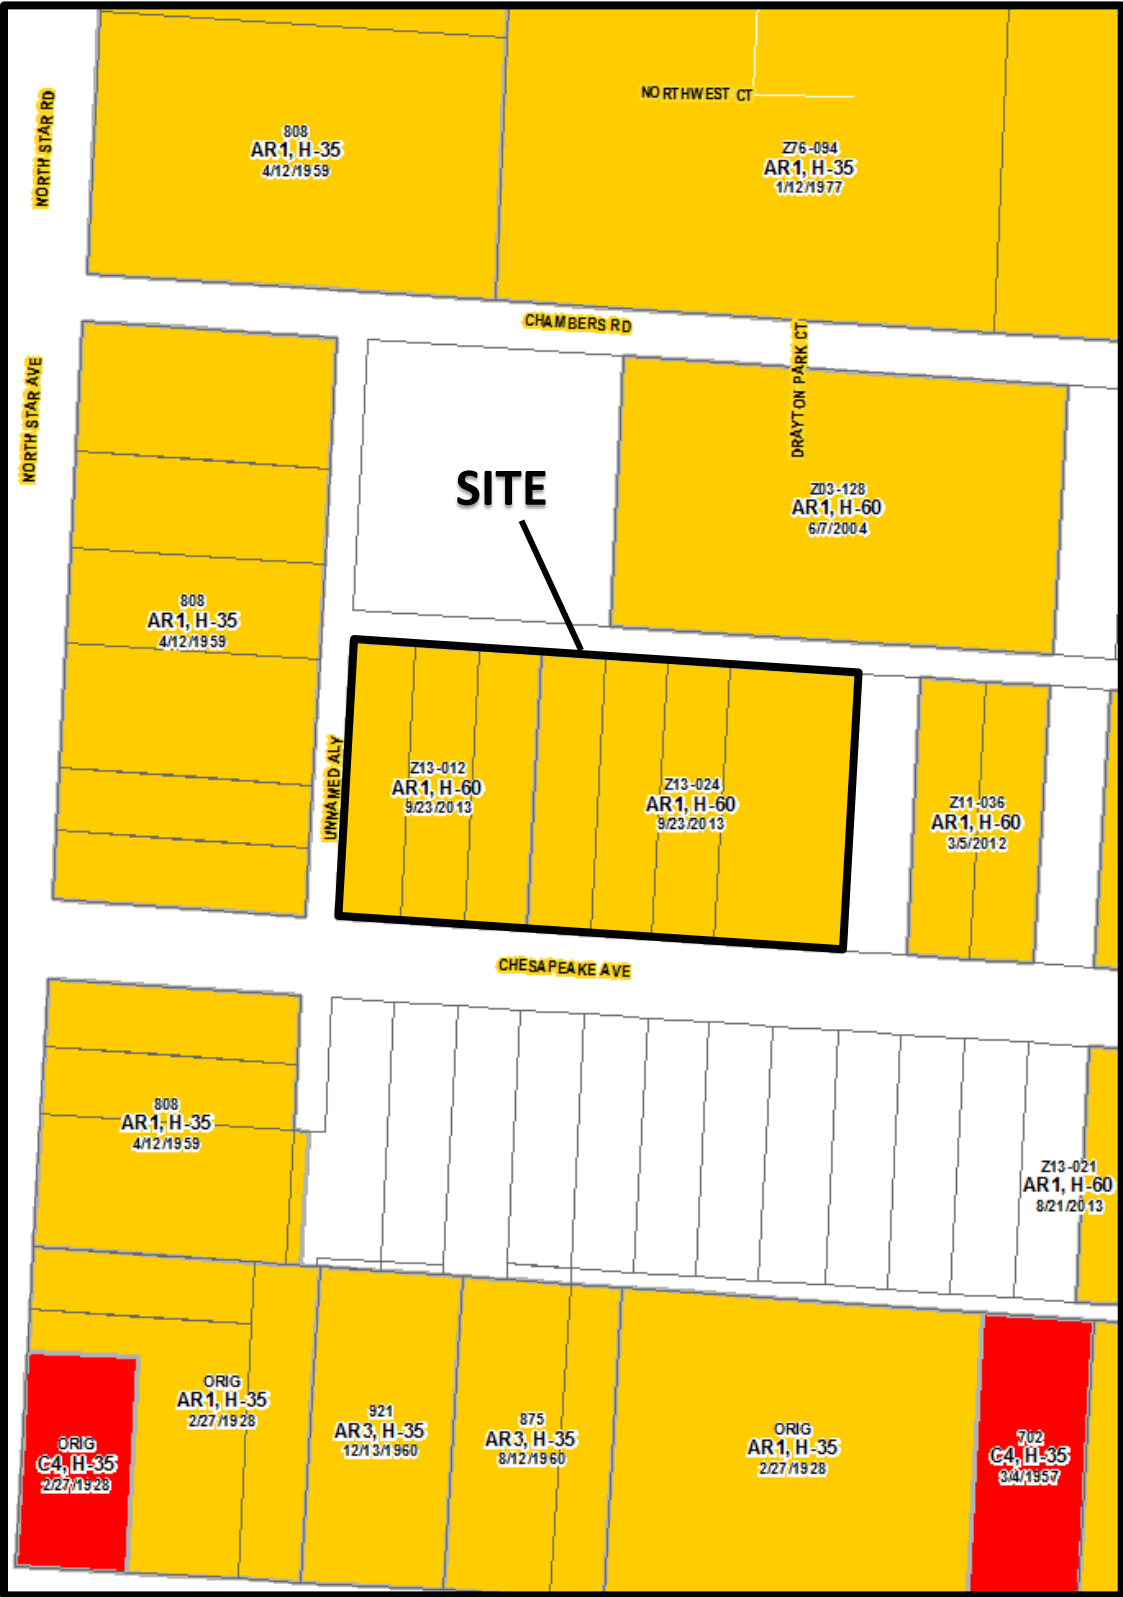 NORTH STAR RD
808
AR1, H-35
4/12/1959
NORTHWEST CT
Z76-094
AR1, H-35
1/12/1977
CHAMBERS RD
NORTH STAR AVE
DRAYTON PARK CT
SITE
Z03-128
AR1, H-60
6/7/2004
808
AR1, H-35
4/12/1959
UNNAMED ALY
Z13-012
AR1, H-60
9/23/2013
Z13-024
AR1, H-60
9/23/2013
Z11-036
AR1, H-60
3/5/2012
CHESAPEAKE AVE
808
AR1, H-35
4/12/1959
Z13-021
AR1, H-60
8/21/2013
ORIG
AR1, H-35
2/27/1928
921
AR3, H-35
12/13/1960
875
AR3, H-35
8/12/1960
ORIG
AR1, H-35
2/27/1928
ORIG
C4, H-35
2/27/1928
702
C4, H-35
3/4/1957